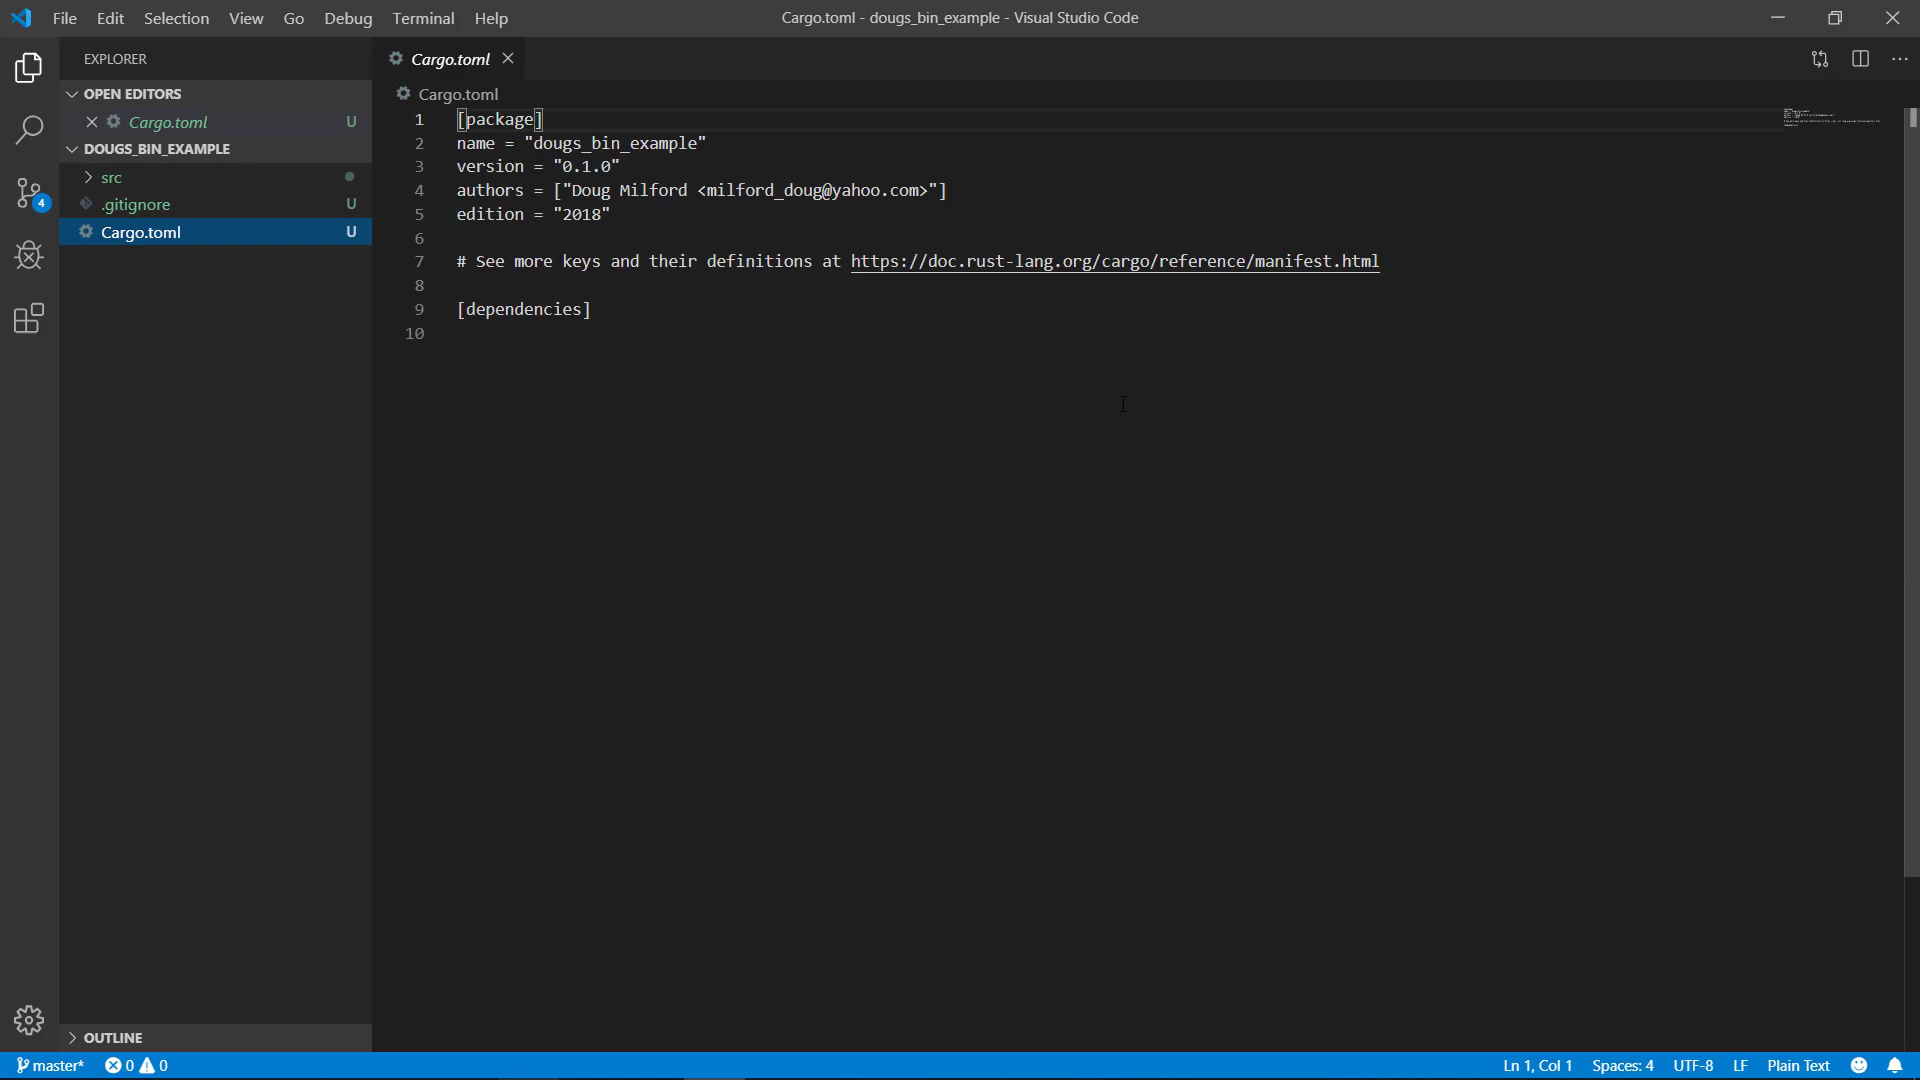 File Edit Selection View Go Debug Terminal Help
Cargo.toml - dougs_bin_example - Visual Studio Code
EXPLORER
OPEN EDITORS
Cargo.toml U
DOUGS_BIN_EXAMPLE
src
.gitignore U
Cargo.toml U
4
OUTLINE
Cargo.toml
Cargo.toml
1 [package]
2 name = "dougs_bin_example"
3 version = "0.1.0"
4 authors = ["Doug Milford <milford_doug@yahoo.com>"]
5 edition = "2018"
6
7 # See more keys and their definitions at https://doc.rust-lang.org/cargo/reference/manifest.html
8
9 [dependencies]
10
master* 0 0
Ln 1, Col 1 Spaces: 4 UTF-8 LF Plain Text